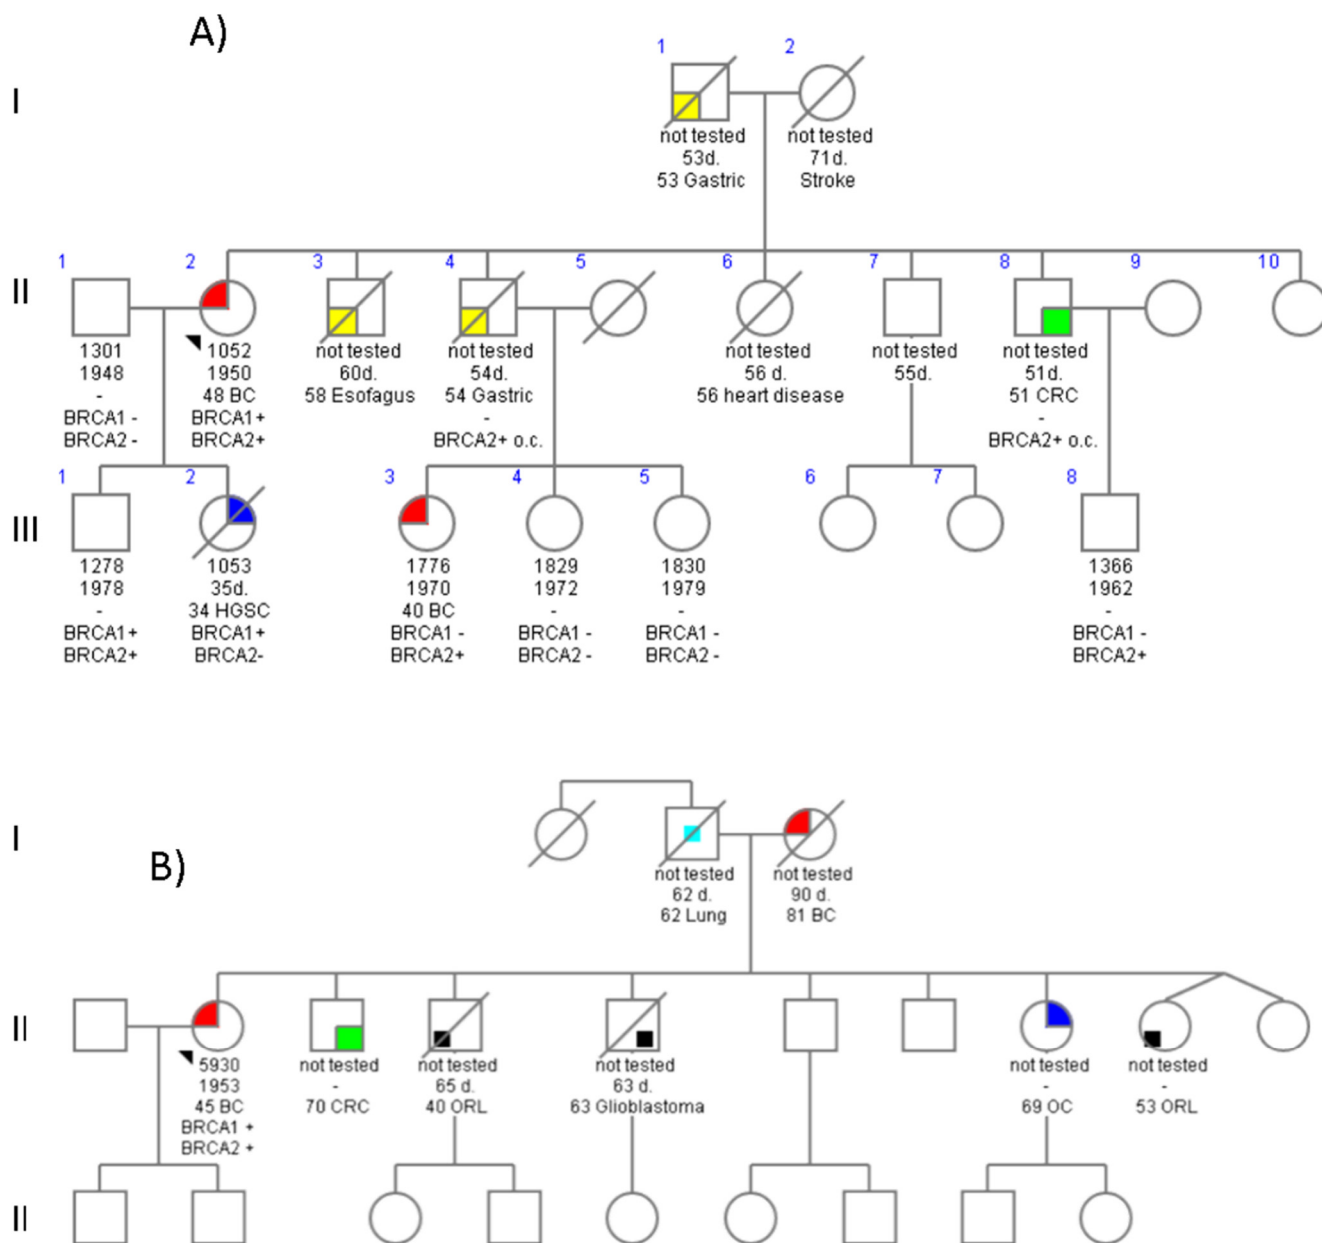 A)
1 2
I
not tested not tested
53d. 71d.
53 Gastric Stroke
1 2 3 4 5 6 7 8 9 10
II
1301 1052 not tested not tested not tested not tested not tested
1948 1950 60d. 54d. 56 d. 55d. 51d.
- 48 BC 58 Esofagus 54 Gastric 56 heart disease 51 CRC
BRCA1 - BRCA1+ - -
BRCA2 - BRCA2+ BRCA2+ o.c. BRCA2+ o.c.
1 2 3 4 5 6 7 8
III
1278 1053 1776 1829 1830 1366
1978 35d. 1970 1972 1979 1962
- 34 HGSC 40 BC - - -
BRCA1+ BRCA1+ BRCA1 - BRCA1 - BRCA1 - BRCA1 -
BRCA2+ BRCA2- BRCA2+ BRCA2 - BRCA2 - BRCA2+
I
B)
not tested not tested
62 d. 90 d.
62 Lung 81 BC
II
5930 not tested not tested not tested not tested not tested
1953 - 65 d. 63 d. - -
45 BC 70 CRC 40 ORL 63 Glioblastoma 69 OC 53 ORL
BRCA1 +
BRCA2 +
II